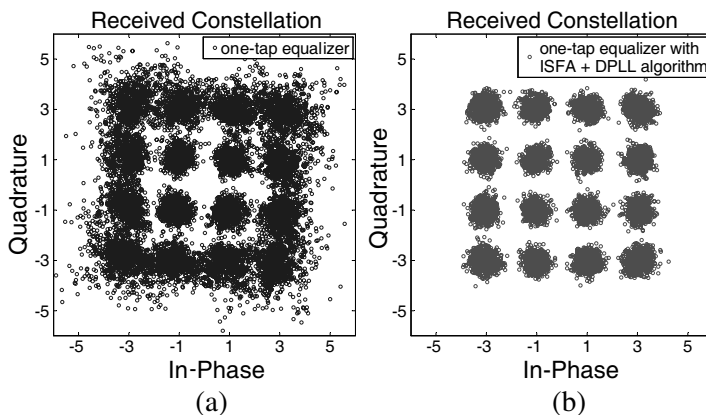 Received Constellation
one-tap equalizer
5
3
1
-1
-3
-5
Quadrature
-5 -3 -1 1 3 5
In-Phase
(a)
Received Constellation
one-tap equalizer with
ISFA + DPLL algorithm
5
3
1
-1
-3
-5
Quadrature
-5 -3 -1 1 3 5
In-Phase
(b)